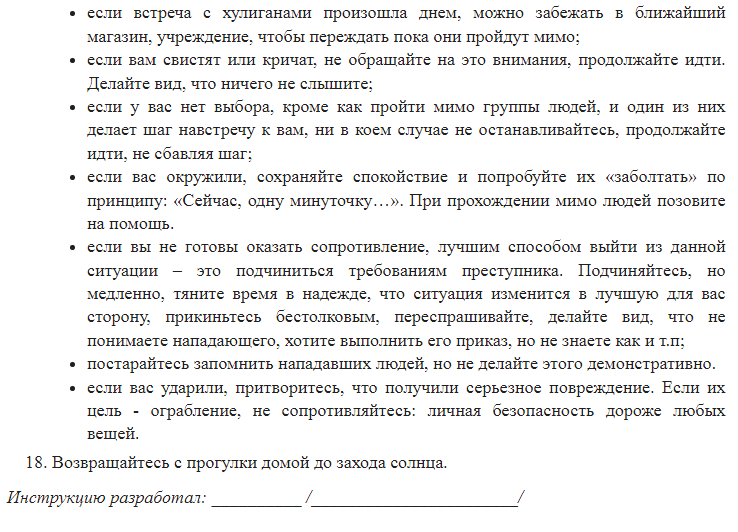 • если встреча с хулиганами произошла днем, можно забежать в ближайший
магазин, учреждение, чтобы переждать пока они пройдут мимо;
• если вам свистят или кричат, не обращайте на это внимания, продолжайте идти.
Делайте вид, что ничего не слышите;
• если у вас нет выбора, кроме как пройти мимо группы людей, и один из них
делает шаг навстречу к вам, ни в коем случае не останавливайтесь, продолжайте
идти, не сбавляя шаг;
• если вас окружили, сохраняйте спокойствие и попробуйте их «заболтать» по
принципу: «Сейчас, одну минуточку…». При прохождении мимо людей позовите
на помощь.
• если вы не готовы оказать сопротивление, лучшим способом выйти из данной
ситуации – это подчиниться требованиям преступника. Подчиняйтесь, но
медленно, тяните время в надежде, что ситуация изменится в лучшую для вас
сторону, прикиньтесь бестолковым, переспрашивайте, делайте вид, что не
понимаете нападающего, хотите выполнить его приказ, но не знаете как и т.п;
• постарайтесь запомнить нападавших людей, но не делайте этого демонстративно.
• если вас ударили, притворитесь, что получили серьезное повреждение. Если их
цель - ограбление, не сопротивляйтесь: личная безопасность дороже любых
вещей.
18. Возвращайтесь с прогулки домой до захода солнца.
Инструкцию разработал: __________ /_______________________/